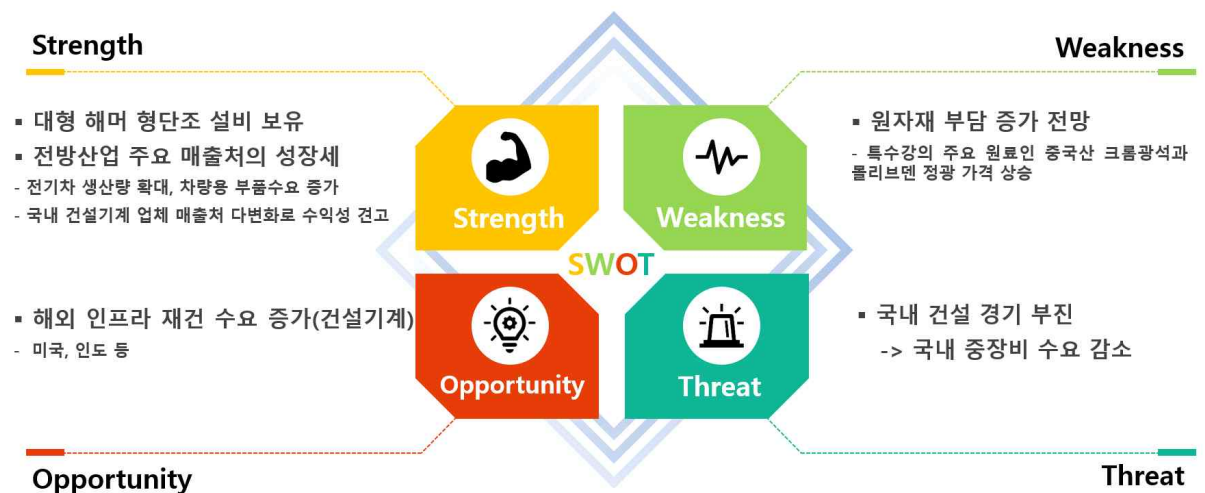 Strength
▪ 대형 해머 형단조 설비 보유
▪ 전방산업 주요 매출처의 성장세
- 전기차 생산량 확대, 차량용 부품수요 증가
- 국내 건설기계 업체 매출처 다변화로 수익성 견고
Weakness
▪ 원자재 부담 증가 전망
- 특수강의 주요 원료인 중국산 크롬광석과
몰리브덴 정광 가격 상승
Strength
Weakness
SWOT
Opportunity
Threat
▪ 해외 인프라 재건 수요 증가(건설기계)
- 미국, 인도 등
Opportunity
▪ 국내 건설 경기 부진
-> 국내 중장비 수요 감소
Threat